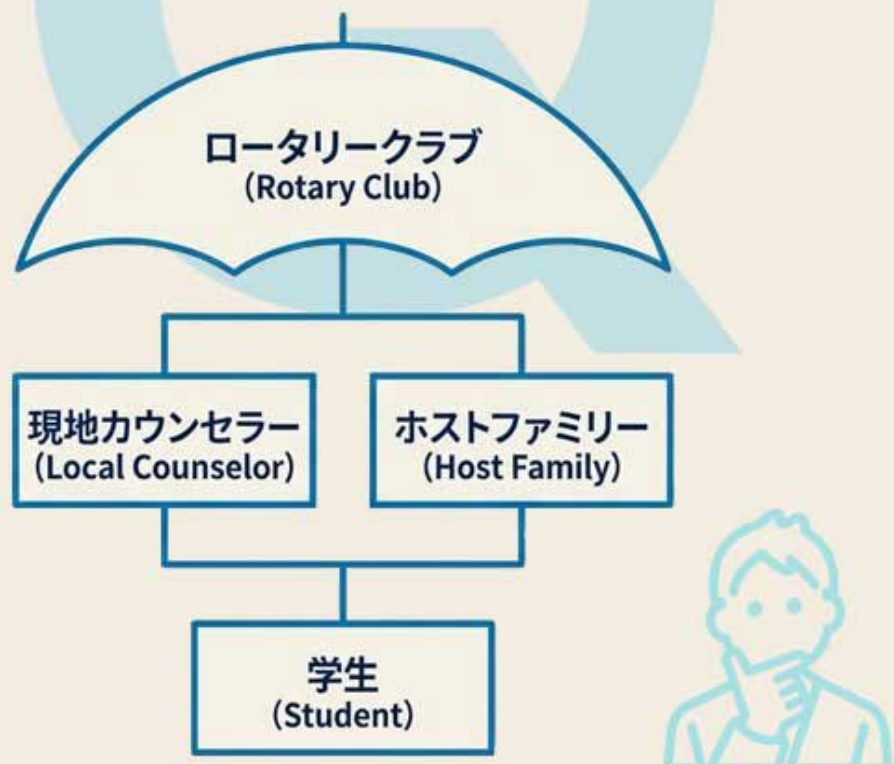 ロータリークラブ
(Rotary Club)
現地カウンセラー
(Local Counselor)
ホストファミリー
(Host Family)
学生
(Student)